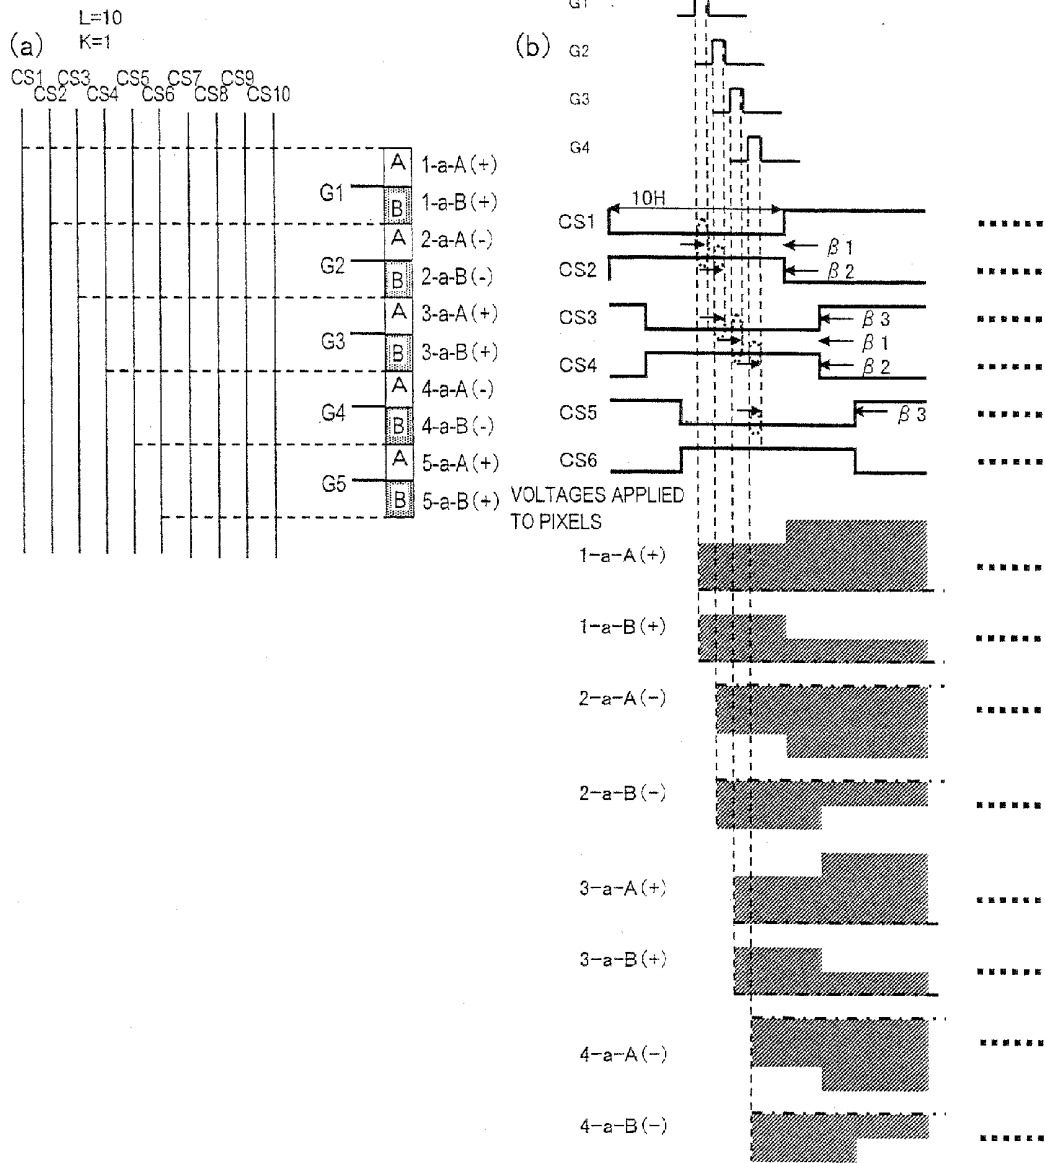 L=10
K=1
(a)
CS1 CS3 CS5 CS7 CS9
CS2 CS4 CS6 CS8 CS10
A 1-a-A(+)
G1
B 1-a-B(+)
A 2-a-A(-)
G2
B 2-a-B(-)
A 3-a-A(+)
G3
B 3-a-B(+)
A 4-a-A(-)
G4
B 4-a-B(-)
A 5-a-A(+)
G5
B 5-a-B(+)
(b)
G1
G2
G3
G4
10H
CS1
β1
CS2
β2
CS3
β3
β1
CS4
β2
CS5
β3
CS6
VOLTAGES APPLIED
TO PIXELS
1-a-A(+)
1-a-B(+)
2-a-A(-)
2-a-B(-)
3-a-A(+)
3-a-B(+)
4-a-A(-)
4-a-B(-)